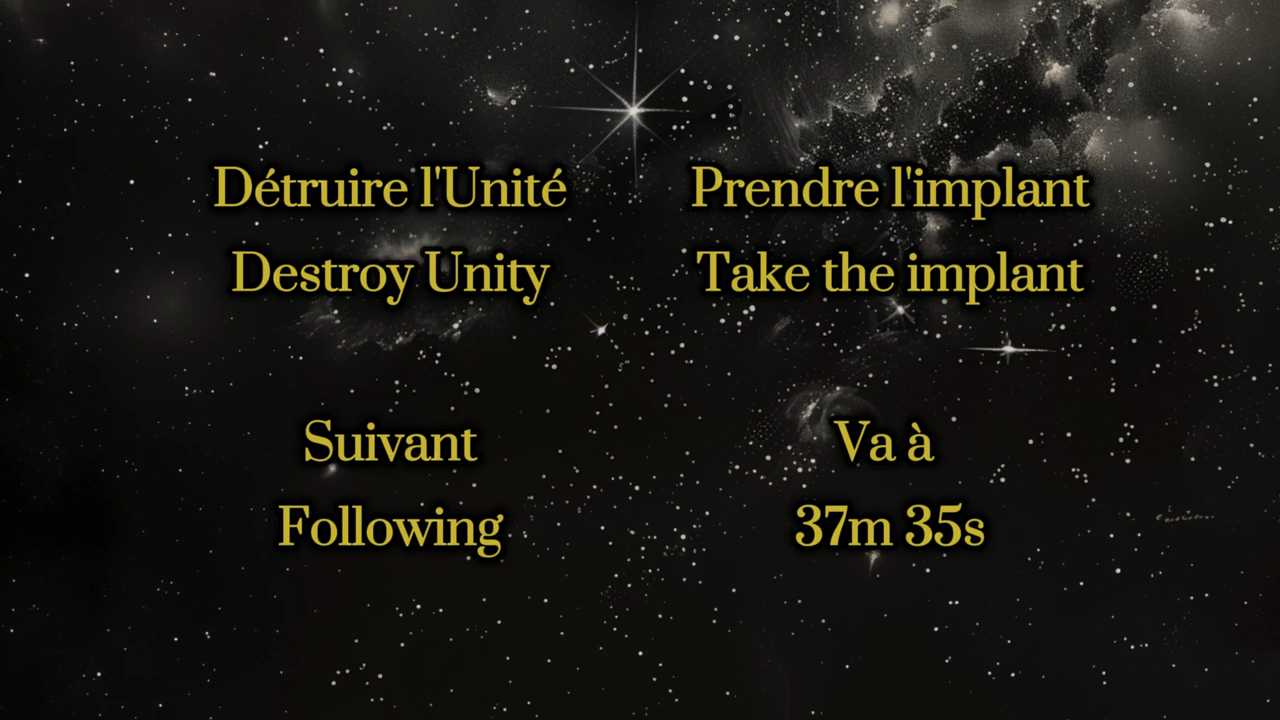 Détruire l'Unité
Destroy Unity
Suivant
Following
Prendre l'implant
Take the implant
Va à
37m 35s